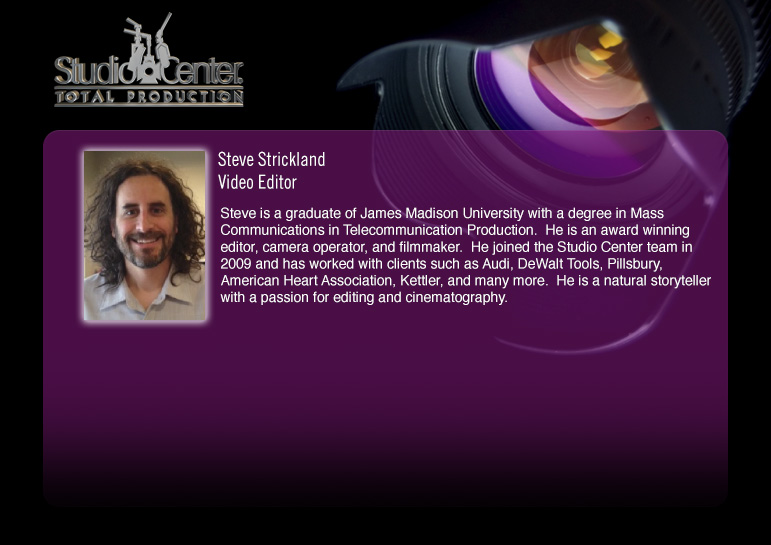 Studio Center
TOTAL PRODUCTION
Steve Strickland
Video Editor
Steve is a graduate of James Madison University with a degree in Mass
Communications in Telecommunication Production.  He is an award winning
editor, camera operator, and filmmaker.  He joined the Studio Center team in
2009 and has worked with clients such as Audi, DeWalt Tools, Pillsbury,
American Heart Association, Kettler, and many more.  He is a natural storyteller
with a passion for editing and cinematography.